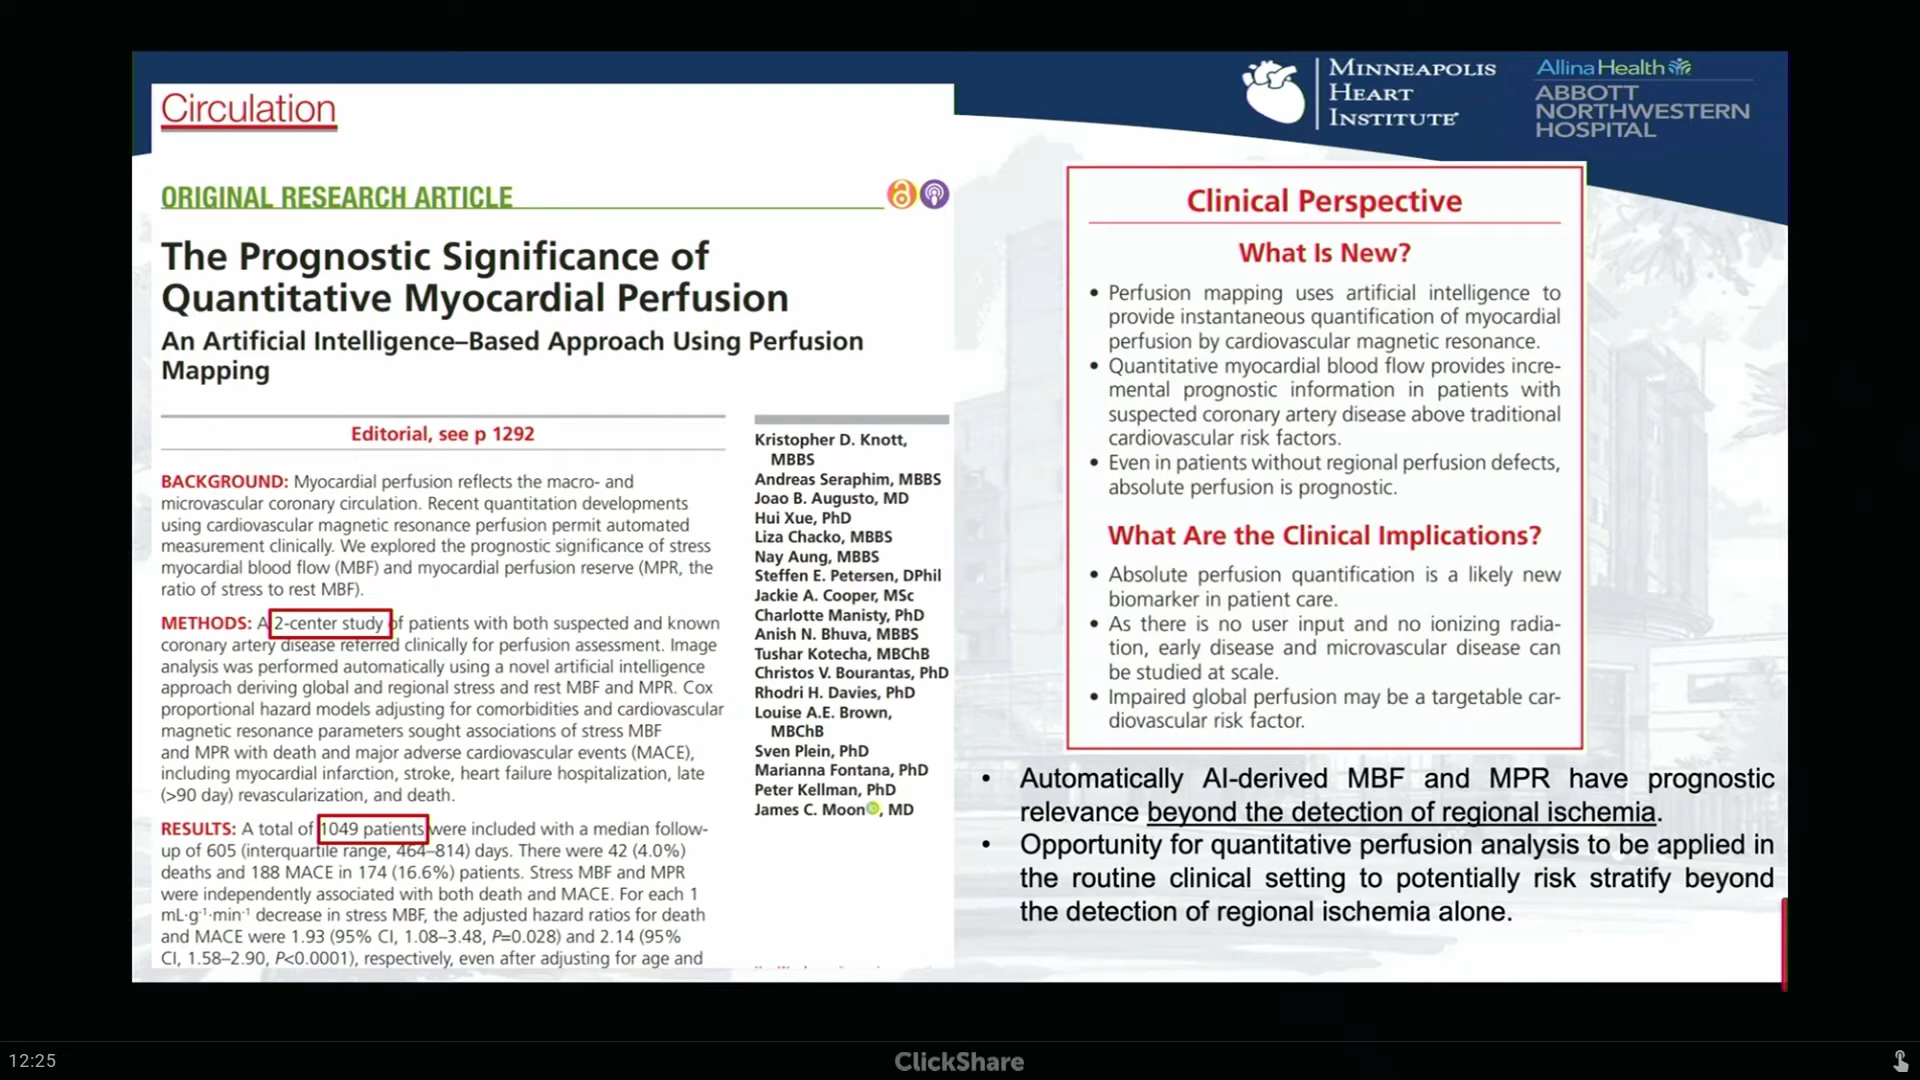 Circulation
MINNEAPOLIS
HEART
INSTITUTE
AllinaHealth
ABBOTT
NORTHWESTERN
HOSPITAL
ORIGINAL RESEARCH ARTICLE
The Prognostic Significance of
Quantitative Myocardial Perfusion
An Artificial Intelligence–Based Approach Using Perfusion
Mapping
Editorial, see p 1292
BACKGROUND: Myocardial perfusion reflects the macro- and
microvascular coronary circulation. Recent quantitation developments
using cardiovascular magnetic resonance perfusion permit automated
measurement clinically. We explored the prognostic significance of stress
myocardial blood flow (MBF) and myocardial perfusion reserve (MPR, the
ratio of stress to rest MBF).
METHODS: A 2-center study of patients with both suspected and known
coronary artery disease referred clinically for perfusion assessment. Image
analysis was performed automatically using a novel artificial intelligence
approach deriving global and regional stress and rest MBF and MPR. Cox
proportional hazard models adjusting for comorbidities and cardiovascular
magnetic resonance parameters sought associations of stress MBF
and MPR with death and major adverse cardiovascular events (MACE),
including myocardial infarction, stroke, heart failure hospitalization, late
(>90 day) revascularization, and death.
RESULTS: A total of 1049 patients were included with a median follow-
up of 605 (interquartile range, 464–814) days. There were 42 (4.0%)
deaths and 188 MACE in 174 (16.6%) patients. Stress MBF and MPR
were independently associated with both death and MACE. For each 1
mL·g⁻¹·min⁻¹ decrease in stress MBF, the adjusted hazard ratios for death
and MACE were 1.93 (95% CI, 1.08–3.48, P=0.028) and 2.14 (95%
CI, 1.58–2.90, P<0.0001), respectively, even after adjusting for age and
Kristopher D. Knott,
MBBS
Andreas Seraphim, MBBS
Joao B. Augusto, MD
Hui Xue, PhD
Liza Chacko, MBBS
Nay Aung, MBBS
Steffen E. Petersen, DPhil
Jackie A. Cooper, MSc
Charlotte Manisty, PhD
Anish N. Bhuva, MBBS
Tushar Kotecha, MBChB
Christos V. Bourantas, PhD
Rhodri H. Davies, PhD
Louise A.E. Brown,
MBChB
Sven Plein, PhD
Marianna Fontana, PhD
Peter Kellman, PhD
James C. Moon, MD
Clinical Perspective
What Is New?
• Perfusion mapping uses artificial intelligence to
provide instantaneous quantification of myocardial
perfusion by cardiovascular magnetic resonance.
• Quantitative myocardial blood flow provides incre-
mental prognostic information in patients with
suspected coronary artery disease above traditional
cardiovascular risk factors.
• Even in patients without regional perfusion defects,
absolute perfusion is prognostic.
What Are the Clinical Implications?
• Absolute perfusion quantification is a likely new
biomarker in patient care.
• As there is no user input and no ionizing radia-
tion, early disease and microvascular disease can
be studied at scale.
• Impaired global perfusion may be a targetable car-
diovascular risk factor.
• Automatically AI-derived MBF and MPR have prognostic
relevance beyond the detection of regional ischemia.
• Opportunity for quantitative perfusion analysis to be applied in
the routine clinical setting to potentially risk stratify beyond
the detection of regional ischemia alone.
12:25
ClickShare